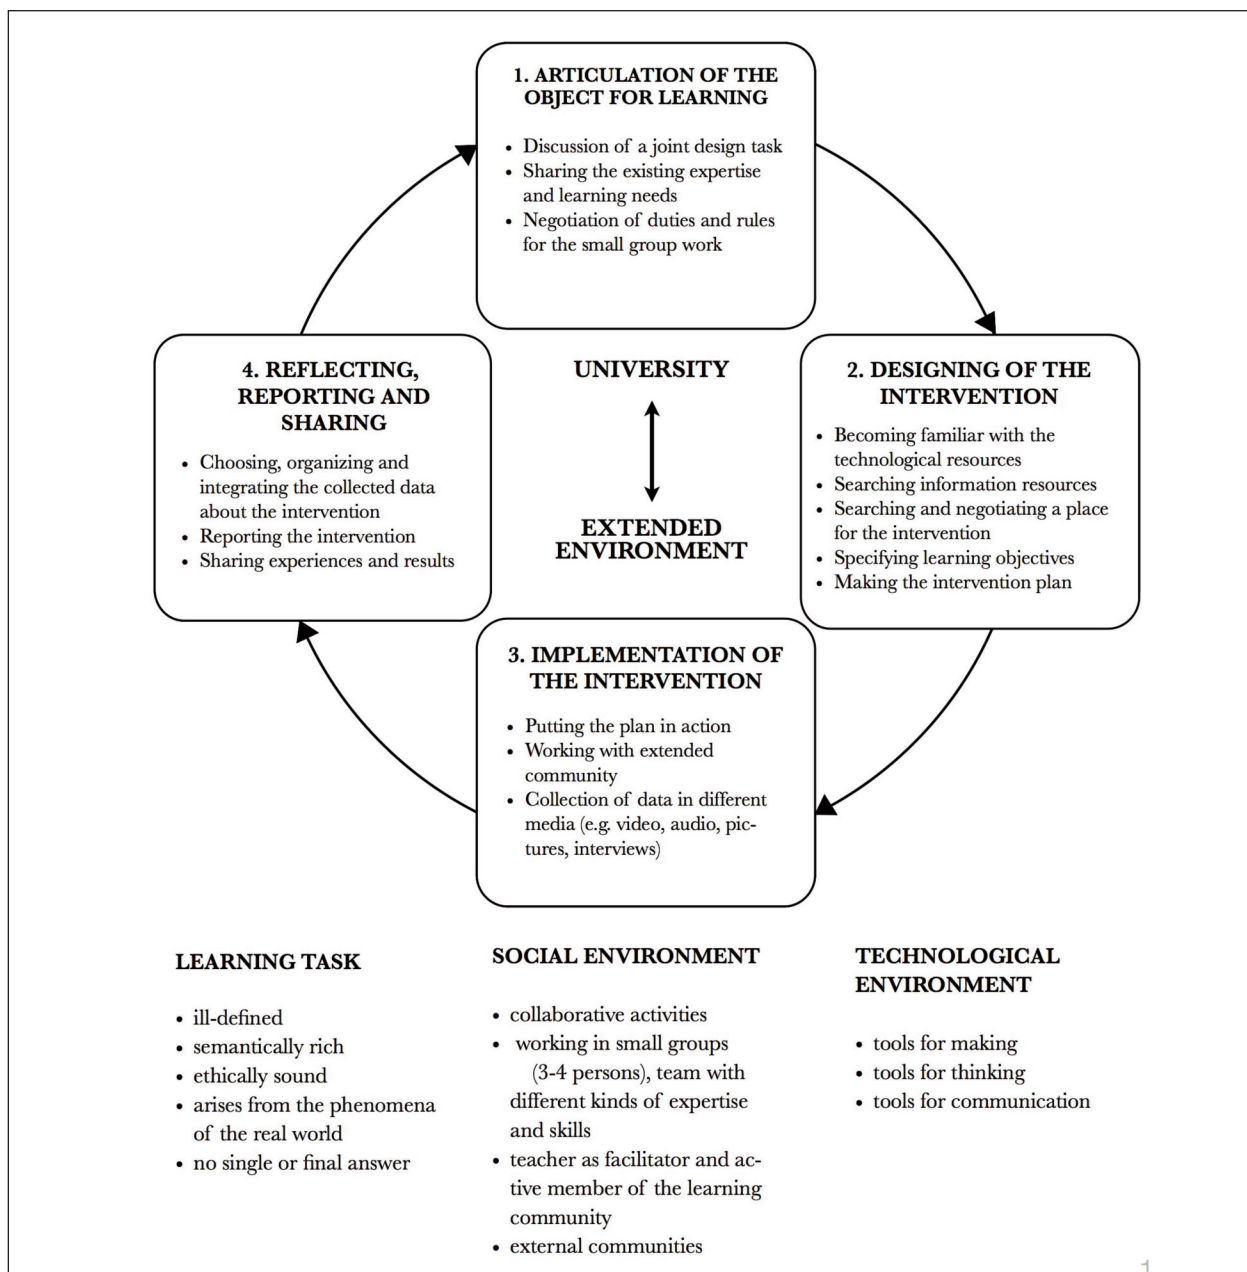 1. ARTICULATION OF THE
OBJECT FOR LEARNING
• Discussion of a joint design task
• Sharing the existing expertise
and learning needs
• Negotiation of duties and rules
for the small group work
2. DESIGNING OF THE
INTERVENTION
• Becoming familiar with the
technological resources
• Searching information resources
• Searching and negotiating a place
for the intervention
• Specifying learning objectives
• Making the intervention plan
3. IMPLEMENTATION OF
THE INTERVENTION
• Putting the plan in action
• Working with extended
community
• Collection of data in different
media (e.g. video, audio, pic-
tures, interviews)
4. REFLECTING,
REPORTING AND
SHARING
• Choosing, organizing and
integrating the collected data
about the intervention
• Reporting the intervention
• Sharing experiences and results
UNIVERSITY
EXTENDED
ENVIRONMENT
LEARNING TASK
• ill-defined
• semantically rich
• ethically sound
• arises from the phenomena
of the real world
• no single or final answer
SOCIAL ENVIRONMENT
• collaborative activities
• working in small groups
(3-4 persons), team with
different kinds of expertise
and skills
• teacher as facilitator and ac-
tive member of the learning
community
• external communities
TECHNOLOGICAL
ENVIRONMENT
• tools for making
• tools for thinking
• tools for communication